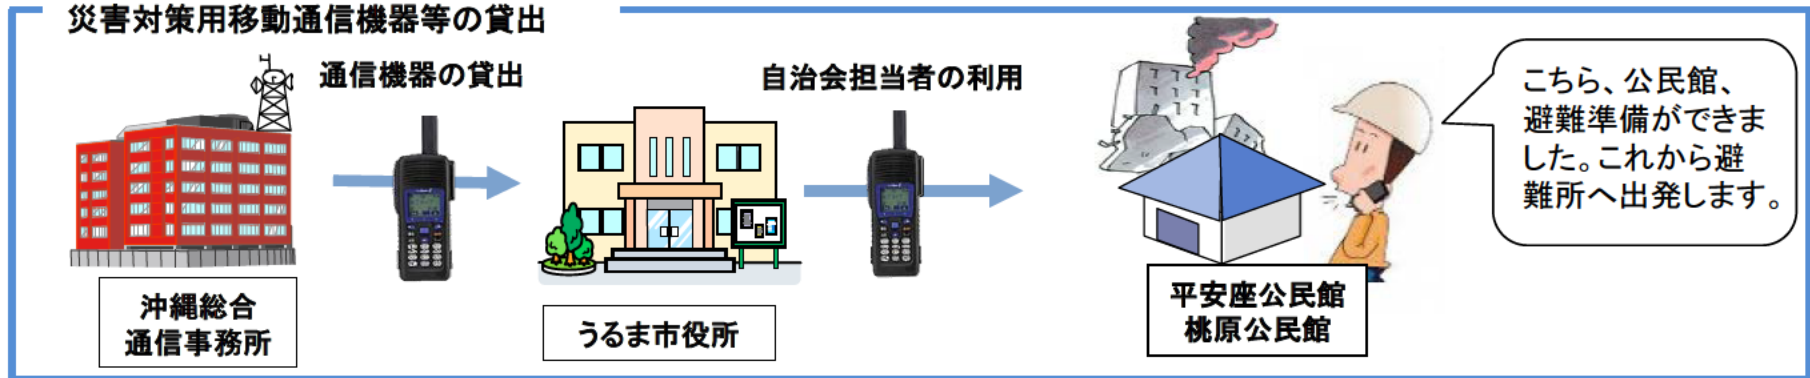 災害対策用移動通信機器等の貸出
通信機器の貸出
自治会担当者の利用
こちら、公民館、
避難準備ができま
した。これから避
難所へ出発します。
沖縄総合
通信事務所
うるま市役所
平安座公民館
桃原公民館